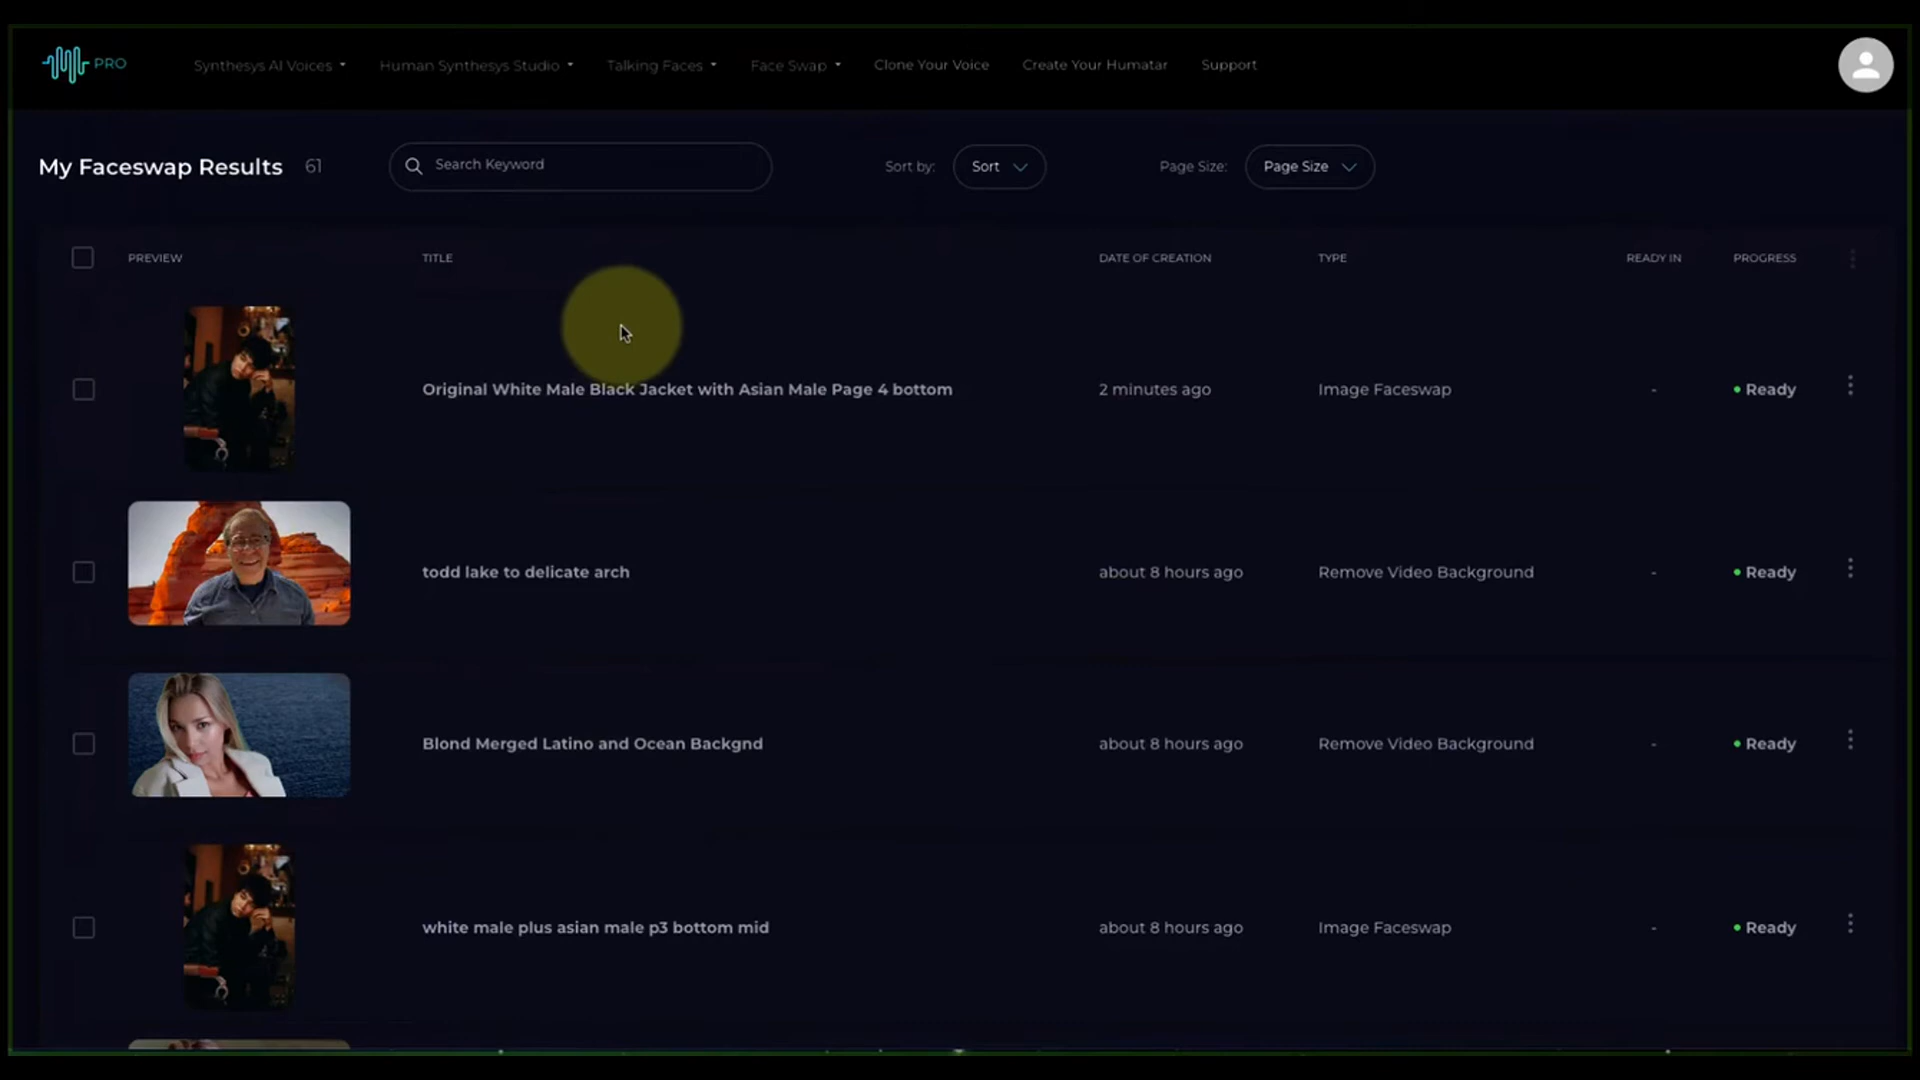 PRO
Synthesys AI Voices
Human Synthesys Studio
Talking Faces
Face Swap
Clone Your Voice
Create Your Humatar
Support
My Faceswap Results 61
Search Keyword
Sort by: Sort
Page Size: Page Size
PREVIEW TITLE DATE OF CREATION TYPE READY IN PROGRESS
Original White Male Black Jacket with Asian Male Page 4 bottom 2 minutes ago Image Faceswap - Ready
todd lake to delicate arch about 8 hours ago Remove Video Background - Ready
Blond Merged Latino and Ocean Backgnd about 8 hours ago Remove Video Background - Ready
white male plus asian male p3 bottom mid about 8 hours ago Image Faceswap - Ready